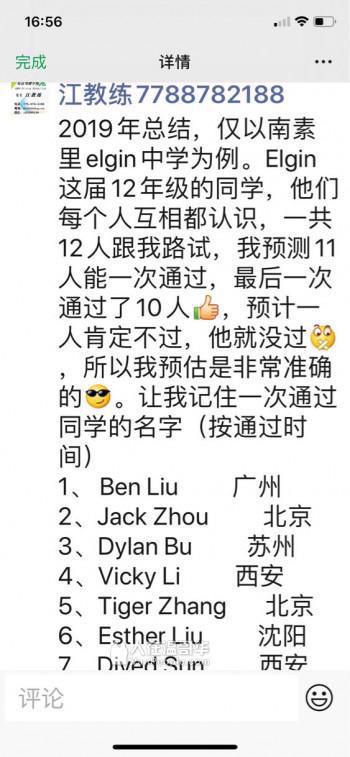 16:56
完成
详情
江教练7788782188
2019年总结，仅以南素
里elgin中学为例。Elgin
这届12年级的同学，他们
每个人互相都认识，一共
12人跟我路试，我预测11
人能一次通过，最后一次
通过了10人👍，预计一
人肯定不过，他就没过🤫
，所以我预估是非常准确
的😎。让我记住一次通过
同学的名字（按通过时
间）
1、 Ben Liu 广州
2、Jack Zhou 北京
3、Dylan Bu 苏州
4、Vicky Li 西安
5、Tiger Zhang 北京
6、Esther Liu 沈阳
7、Dived Sun 西安
人在温哥华
评论